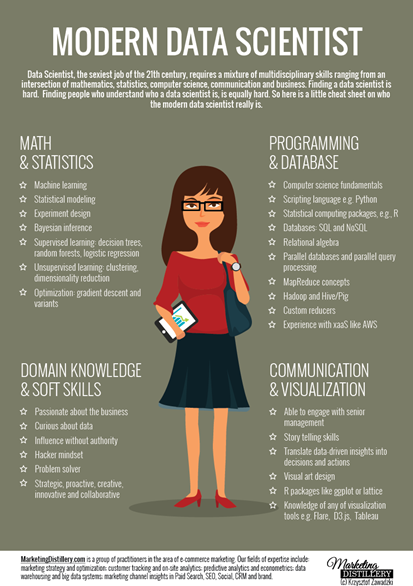 MODERN DATA SCIENTIST
Data Scientist, the sexiest job of the 21th century, requires a mixture of multidisciplinary skills ranging from an
intersection of mathematics, statistics, computer science, communication and business. Finding a data scientist is
hard. Finding people who understand who a data scientist is, is equally hard. So here is a little cheat sheet on who
the modern data scientist really is.
MATH
& STATISTICS
Machine learning
Statistical modeling
Experiment design
Bayesian inference
Supervised learning: decision trees,
random forests, logistic regression
Unsupervised learning: clustering,
dimensionality reduction
Optimization: gradient descent and
variants
PROGRAMMING
& DATABASE
Computer science fundamentals
Scripting language e.g. Python
Statistical computing packages, e.g., R
Databases: SQL and NoSQL
Relational algebra
Parallel databases and parallel query
processing
MapReduce concepts
Hadoop and Hive/Pig
Custom reducers
Experience with xaaS like AWS
DOMAIN KNOWLEDGE
& SOFT SKILLS
Passionate about the business
Curious about data
Influence without authority
Hacker mindset
Problem solver
Strategic, proactive, creative,
innovative and collaborative
COMMUNICATION
& VISUALIZATION
Able to engage with senior
management
Story telling skills
Translate data-driven insights into
decisions and actions
Visual art design
R packages like ggplot or lattice
Knowledge of any of visualization
tools e.g. Flare, D3.js, Tableau
MarketingDistillery.com is a group of practitioners in the area of e-commerce marketing. Our fields of expertise include:
marketing strategy and optimization: customer tracking and on-site analytics: predictive analytics and econometrics: data
warehousing and big data systems: marketing channel insights in Paid Search, SEO, Social, CRM and brand.
Marketing
DISTILLERY
(c) Krzysztof Zawadzki